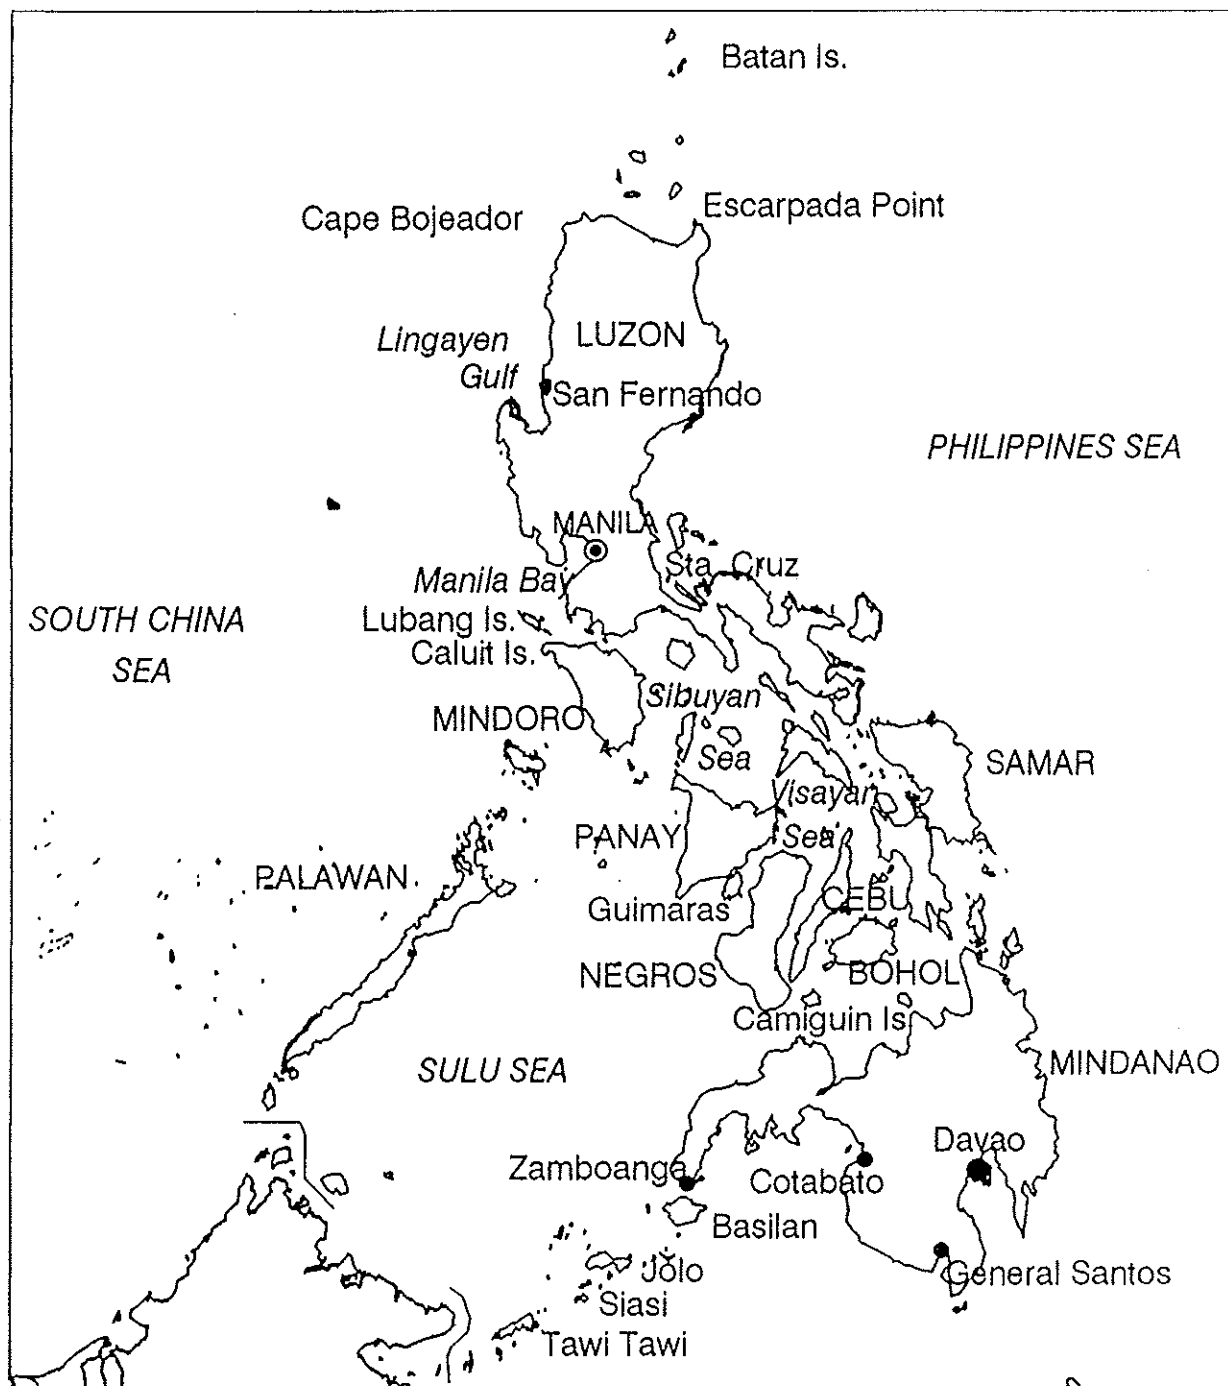 Batan Is.
Cape Bojeador
Escarpada Point
Lingayen
Gulf
LUZON
San Fernando
PHILIPPINES SEA
MANILA
Sta. Cruz
Manila Bay
SOUTH CHINA
SEA
Lubang Is.
Caluit Is.
Sibuyan
Sea
MINDORO
SAMAR
Visayan
Sea
PANAY
PALAWAN
Guimaras
CEBU
NEGROS
BOHOL
Camiguin Is
SULU SEA
MINDANAO
Davao
Zamboanga
Cotabato
Basilan
Jolo
General Santos
Siasi
Tawi Tawi